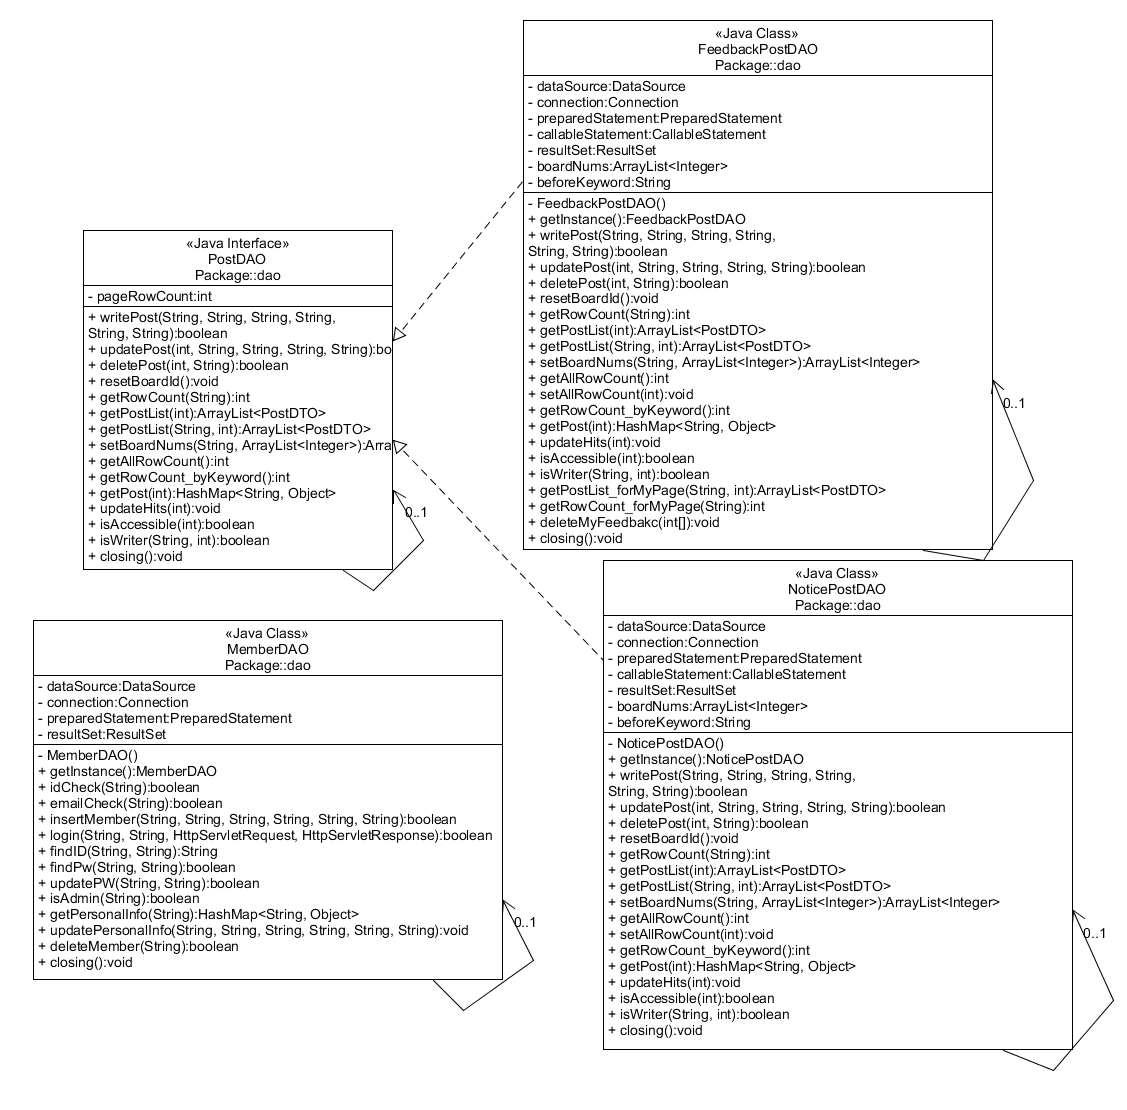 «Java Class»
FeedbackPostDAO
Package::dao
- dataSource:DataSource
- connection:Connection
- preparedStatement:PreparedStatement
- callableStatement:CallableStatement
- resultSet:ResultSet
- boardNums:ArrayList<Integer>
- beforeKeyword:String
- FeedbackPostDAO()
+ getInstance():FeedbackPostDAO
+ writePost(String, String, String, String,
String, String):boolean
+ updatePost(int, String, String, String, String):boolean
+ deletePost(int, String):boolean
+ resetBoardId():void
+ getRowCount(String):int
+ getPostList(int):ArrayList<PostDTO>
+ getPostList(String, int):ArrayList<PostDTO>
+ setBoardNums(String, ArrayList<Integer>):ArrayList<Integer>
+ getAllRowCount():int
+ setAllRowCount(int):void
+ getRowCount_byKeyword():int
+ getPost(int):HashMap<String, Object>
+ updateHits(int):void
+ isAccessible(int):boolean
+ isWriter(String, int):boolean
+ getPostList_forMyPage(String, int):ArrayList<PostDTO>
+ getRowCount_forMyPage(String):int
+ deleteMyFeedbakc(int[]):void
+ closing():void
0..1
«Java Interface»
PostDAO
Package::dao
- pageRowCount:int
+ writePost(String, String, String, String,
String, String):boolean
+ updatePost(int, String, String, String, String):bo
+ deletePost(int, String):boolean
+ resetBoardId():void
+ getRowCount(String):int
+ getPostList(int):ArrayList<PostDTO>
+ getPostList(String, int):ArrayList<PostDTO>
+ setBoardNums(String, ArrayList<Integer>):Arra
+ getAllRowCount():int
+ getRowCount_byKeyword():int
+ getPost(int):HashMap<String, Object>
+ updateHits(int):void
+ isAccessible(int):boolean
+ isWriter(String, int):boolean
+ closing():void
0..1
«Java Class»
MemberDAO
Package::dao
- dataSource:DataSource
- connection:Connection
- preparedStatement:PreparedStatement
- resultSet:ResultSet
- MemberDAO()
+ getInstance():MemberDAO
+ idCheck(String):boolean
+ emailCheck(String):boolean
+ insertMember(String, String, String, String, String, String):boolean
+ login(String, String, HttpServletRequest, HttpServletResponse):boolean
+ findID(String, String):String
+ findPw(String, String):boolean
+ updatePW(String, String):boolean
+ isAdmin(String):boolean
+ getPersonalInfo(String):HashMap<String, Object>
+ updatePersonalInfo(String, String, String, String, String, String):void
+ deleteMember(String):boolean
+ closing():void
0..1
«Java Class»
NoticePostDAO
Package::dao
- dataSource:DataSource
- connection:Connection
- preparedStatement:PreparedStatement
- callableStatement:CallableStatement
- resultSet:ResultSet
- boardNums:ArrayList<Integer>
- beforeKeyword:String
- NoticePostDAO()
+ getInstance():NoticePostDAO
+ writePost(String, String, String, String,
String, String):boolean
+ updatePost(int, String, String, String, String):boolean
+ deletePost(int, String):boolean
+ resetBoardId():void
+ getRowCount(String):int
+ getPostList(int):ArrayList<PostDTO>
+ getPostList(String, int):ArrayList<PostDTO>
+ setBoardNums(String, ArrayList<Integer>):ArrayList<Integer>
+ getAllRowCount():int
+ setAllRowCount(int):void
+ getRowCount_byKeyword():int
+ getPost(int):HashMap<String, Object>
+ updateHits(int):void
+ isAccessible(int):boolean
+ isWriter(String, int):boolean
+ closing():void
0..1